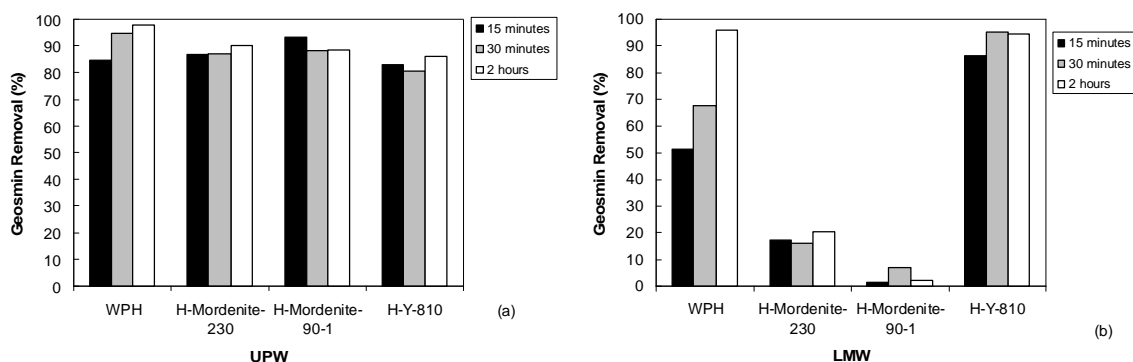 Geosmin Removal (%)
100
90
80
70
60
50
40
30
20
10
0
WPH
H-Mordenite-
230
H-Mordenite-
90-1
H-Y-810
UPW
(a)
15 minutes
30 minutes
2 hours
Geosmin Removal (%)
100
90
80
70
60
50
40
30
20
10
0
WPH
H-Mordenite-
230
H-Mordenite-
90-1
H-Y-810
LMW
(b)
15 minutes
30 minutes
2 hours